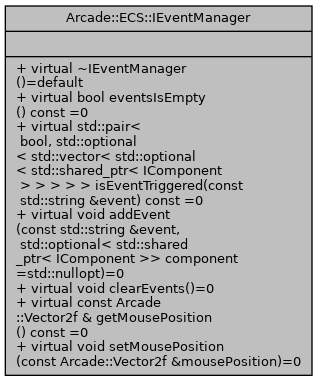 Arcade::ECS::IEventManager
+ virtual ~IEventManager
()=default
+ virtual bool eventsIsEmpty
() const =0
+ virtual std::pair<
bool, std::optional
< std::vector< std::optional
< std::shared_ptr< IComponent
> > > > > isEventTriggered(const
std::string &event) const =0
+ virtual void addEvent
(const std::string &event,
std::optional< std::shared
_ptr< IComponent >> component
=std::nullopt)=0
+ virtual void clearEvents()=0
+ virtual const Arcade
::Vector2f & getMousePosition
() const =0
+ virtual void setMousePosition
(const Arcade::Vector2f &mousePosition)=0